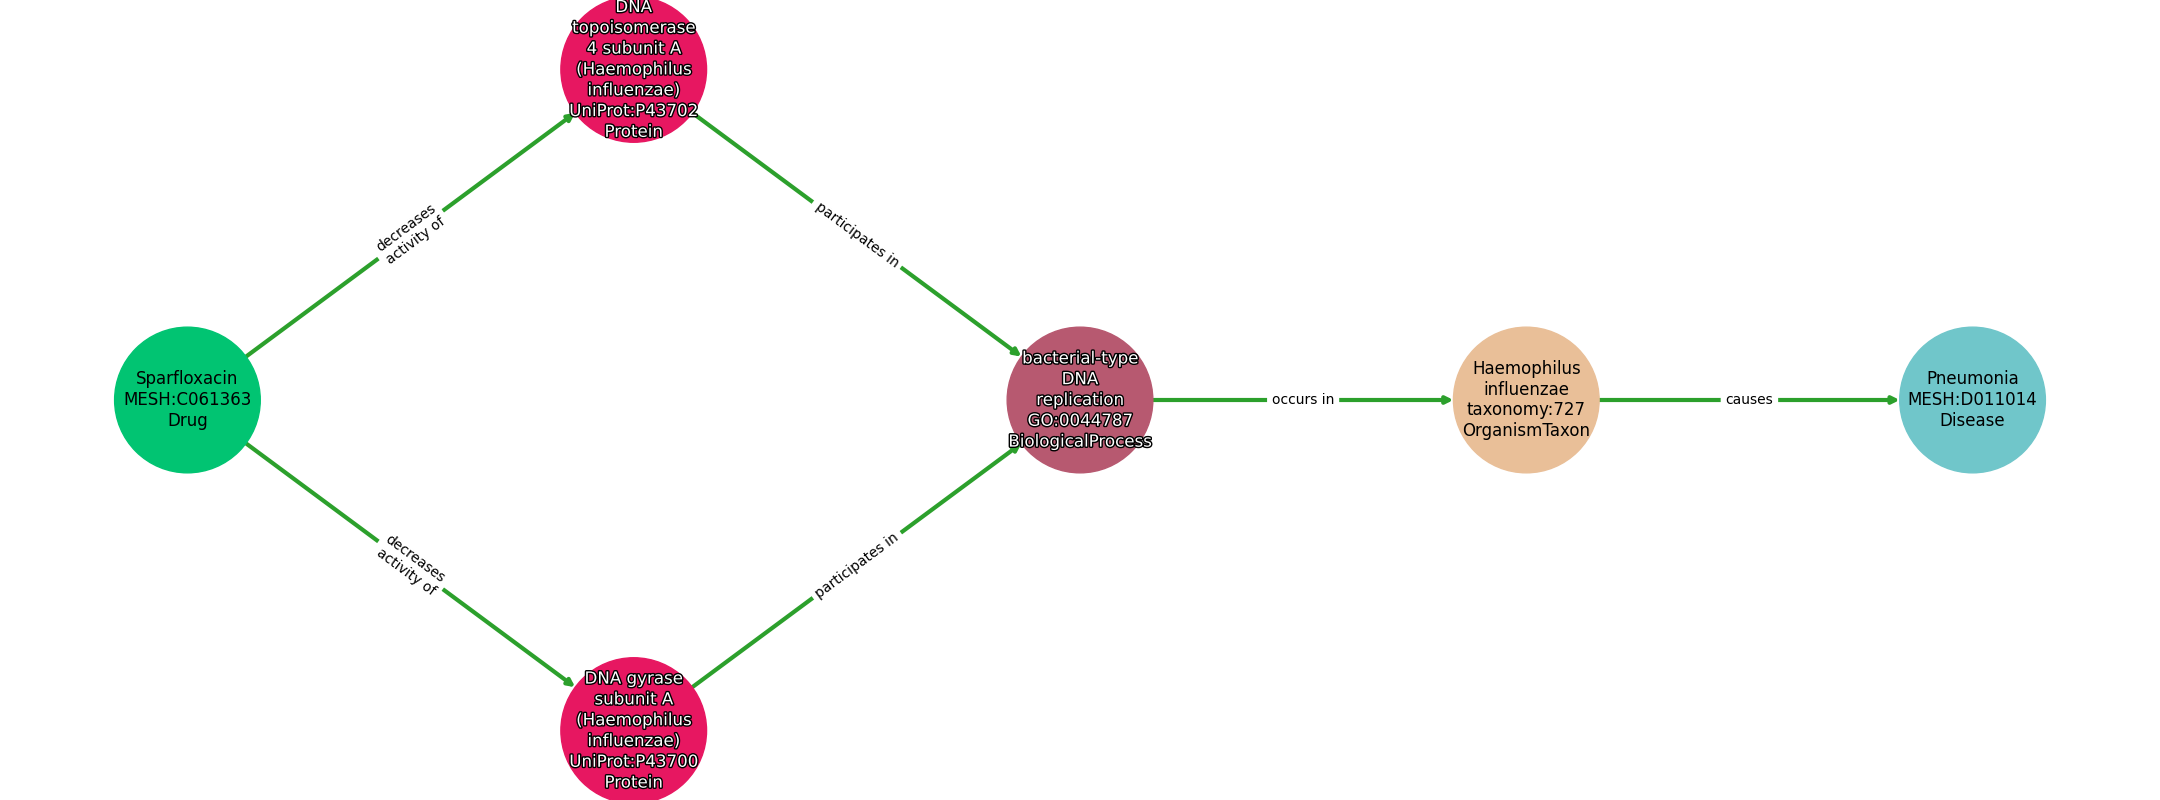 DNA
topoisomerase
4 subunit A
(Haemophilus
influenzae)
UniProt:P43702
Protein
decreases
activity of
participates in
Sparfloxacin
MESH:C061363
Drug
bacterial-type
DNA
replication
GO:0044787
BiologicalProcess
occurs in
Haemophilus
influenzae
taxonomy:727
OrganismTaxon
causes
Pneumonia
MESH:D011014
Disease
decreases
activity of
participates in
DNA gyrase
subunit A
(Haemophilus
influenzae)
UniProt:P43700
Protein